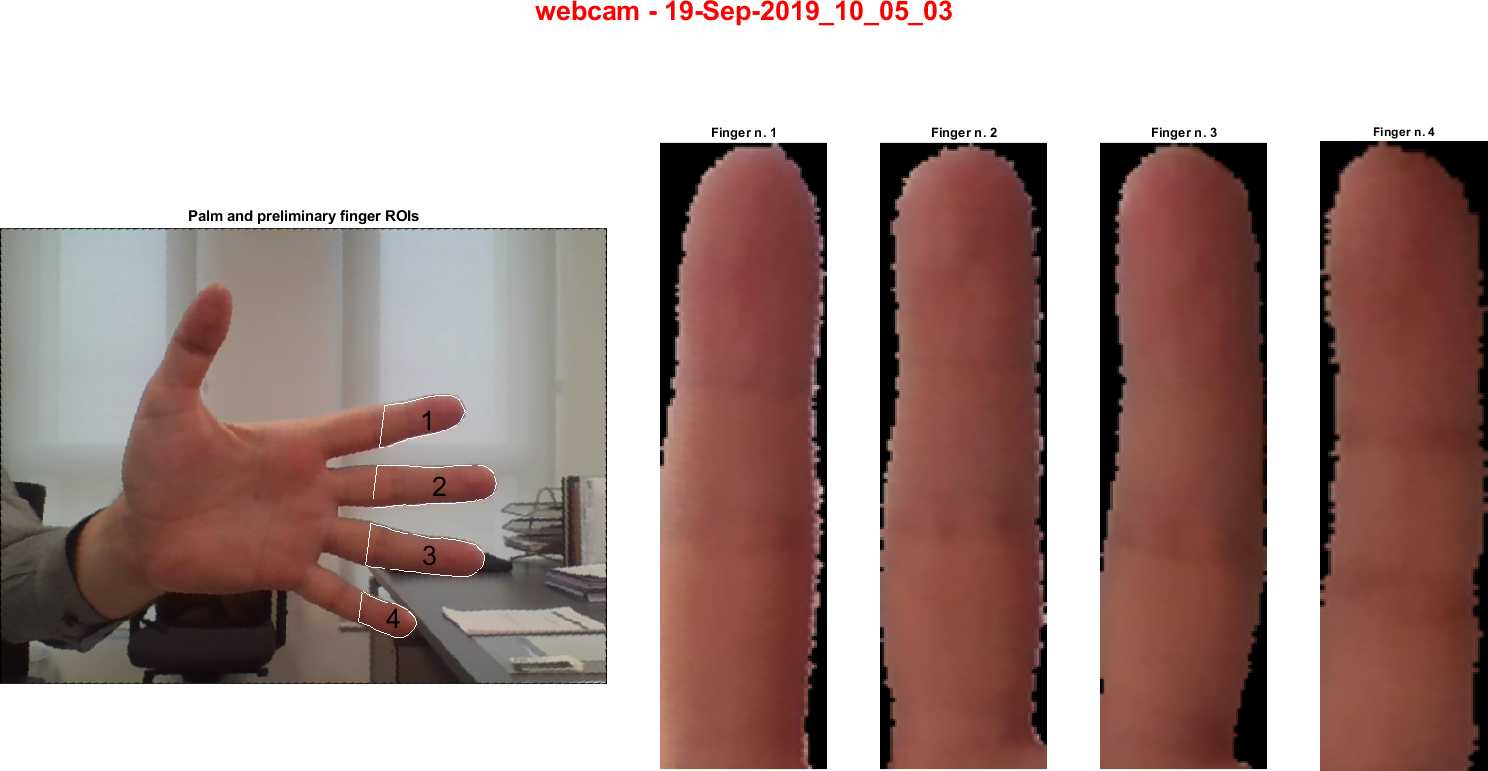 webcam - 19-Sep-2019_10_05_03
Palm and preliminary finger ROIs
1
2
3
4
Finger n. 1
Finger n. 2
Finger n. 3
Finger n. 4